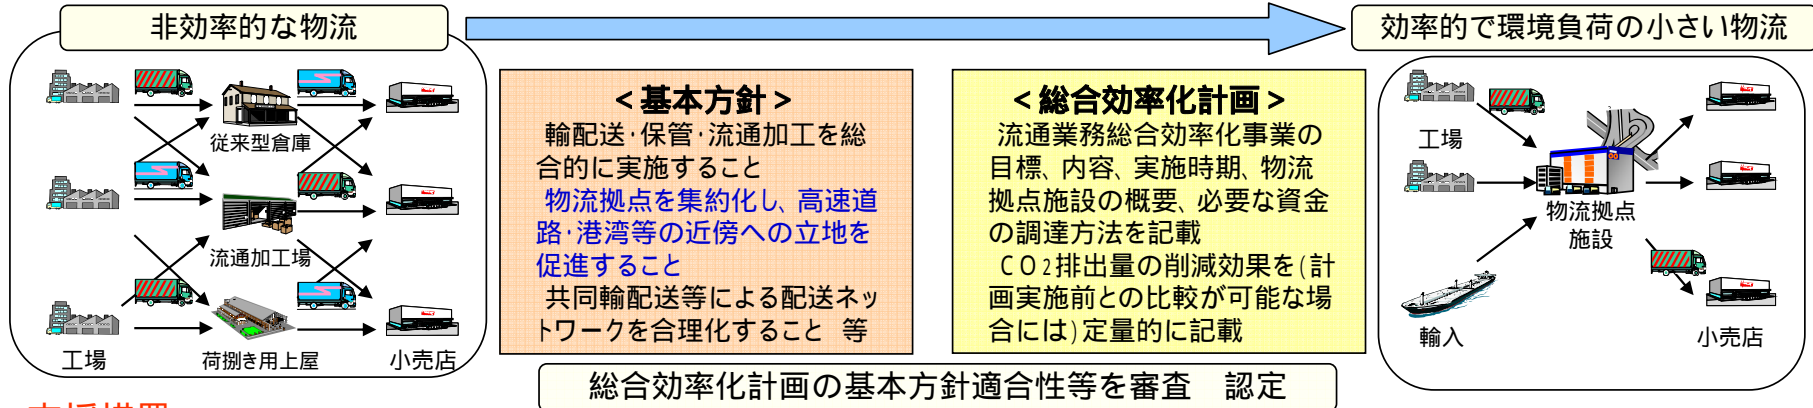 非効率的な物流
効率的で環境負荷の小さい物流
従来型倉庫
流通加工場
工場
荷捌き用上屋
小売店
<基本方針>
輸配送・保管・流通加工を総
合的に実施すること
物流拠点を集約化し、高速道
路・港湾等の近傍への立地を
促進すること
共同輸配送等による配送ネッ
トワークを合理化すること 等
<総合効率化計画>
流通業務総合効率化事業の
目標、内容、実施時期、物流
拠点施設の概要、必要な資金
の調達方法を記載
CO2排出量の削減効果を(計
画実施前との比較が可能な場
合には)定量的に記載
工場
物流拠点
施設
輸入
小売店
総合効率化計画の基本方針適合性等を審査 認定
支援措置